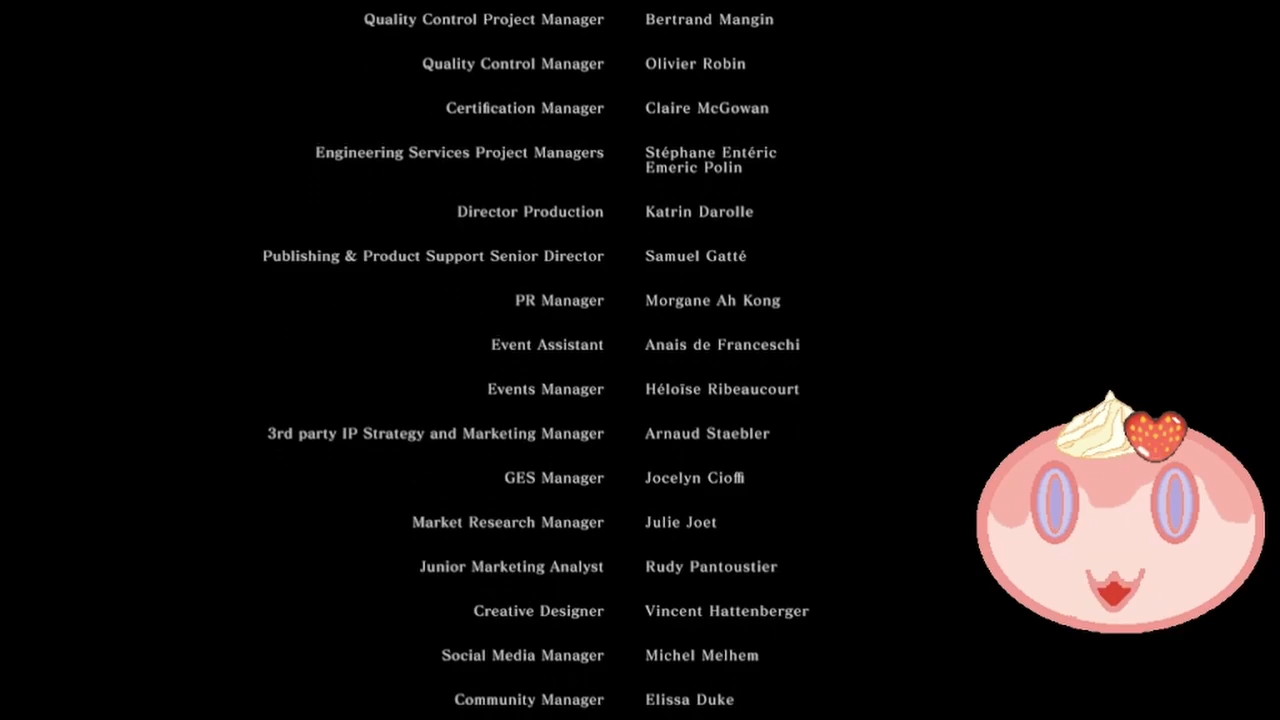 Quality Control Project Manager Bertrand Mangin
Quality Control Manager Olivier Robin
Certification Manager Claire McGowan
Engineering Services Project Managers Stéphane Entéric
Emeric Polin
Director Production Katrin Darolle
Publishing & Product Support Senior Director Samuel Gatté
PR Manager Morgane Ah Kong
Event Assistant Anais de Franceschi
Events Manager Héloïse Ribeaucourt
3rd party IP Strategy and Marketing Manager Arnaud Staebler
GES Manager Jocelyn Cioffi
Market Research Manager Julie Joet
Junior Marketing Analyst Rudy Pantoustier
Creative Designer Vincent Hattenberger
Social Media Manager Michel Melhem
Community Manager Elissa Duke